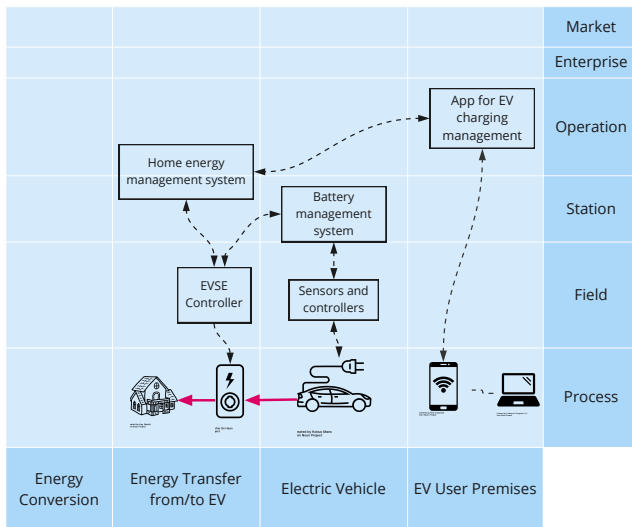 Market
Enterprise
App for EV
charging
management
Operation
Home energy
management system
Battery
management
system
Station
EVSE
Controller
Sensors and
controllers
Field
Process
Energy
Conversion
Energy Transfer
from/to EV
Electric Vehicle
EV User Premises